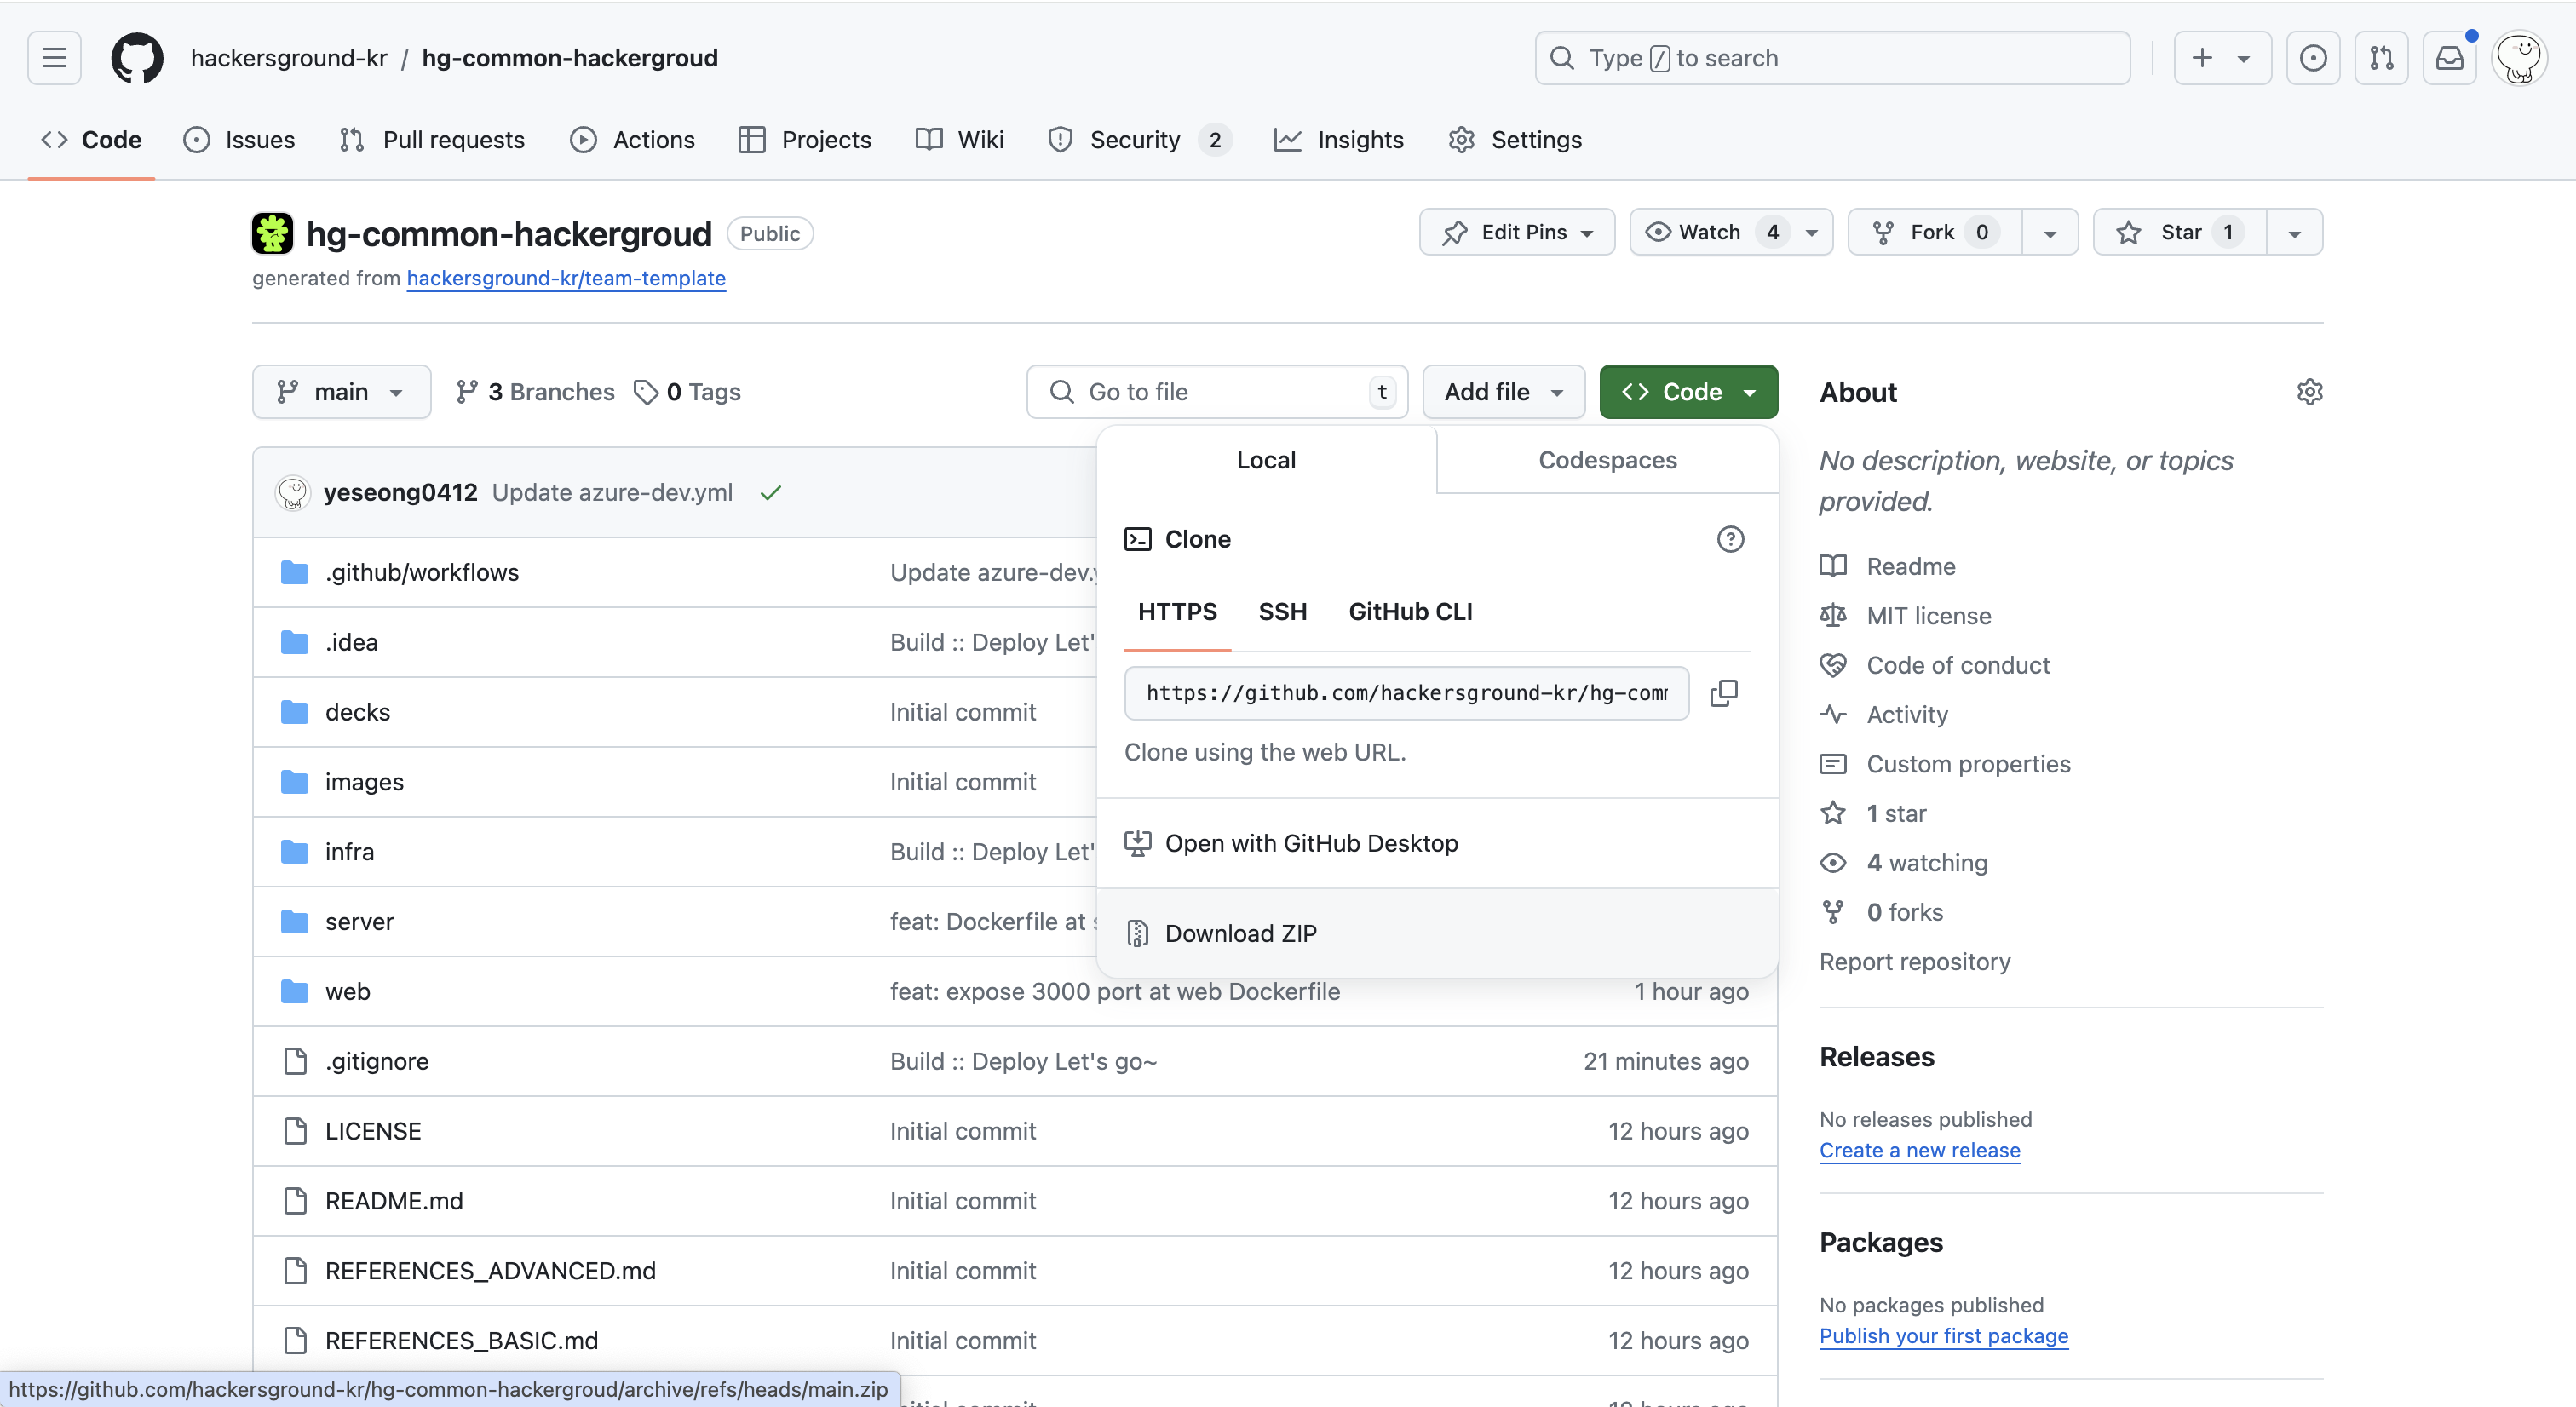 hackersground-kr / hg-common-hackergroud
Type / to search
Code Issues Pull requests Actions Projects Wiki Security 2 Insights Settings
hg-common-hackergroud Public
Edit Pins Watch 4 Fork 0 Star 1
generated from hackersground-kr/team-template
main 3 Branches 0 Tags
Go to file t Add file Code
yeseong0412 Update azure-dev.yml
.github/workflows Update azure-dev.y
.idea Build :: Deploy Let'
decks Initial commit
images Initial commit
infra Build :: Deploy Let'
server feat: Dockerfile at s
web feat: expose 3000 port at web Dockerfile 1 hour ago
.gitignore Build :: Deploy Let's go~ 21 minutes ago
LICENSE Initial commit 12 hours ago
README.md Initial commit 12 hours ago
REFERENCES_ADVANCED.md Initial commit 12 hours ago
REFERENCES_BASIC.md Initial commit 12 hours ago
https://github.com/hackersground-kr/hg-common-hackergroud/archive/refs/heads/main.zip
Local Codespaces
Clone
HTTPS SSH GitHub CLI
https://github.com/hackersground-kr/hg-com
Clone using the web URL.
Open with GitHub Desktop
Download ZIP
About
No description, website, or topics
provided.
Readme
MIT license
Code of conduct
Activity
Custom properties
1 star
4 watching
0 forks
Report repository
Releases
No releases published
Create a new release
Packages
No packages published
Publish your first package